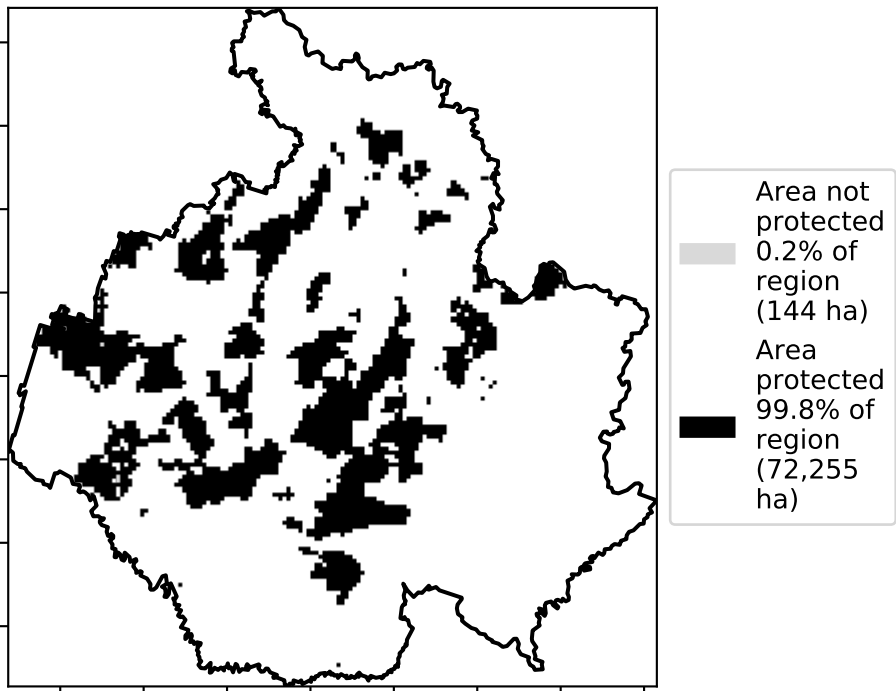 Area not
protected
0.2% of
region
(144 ha)
Area
protected
99.8% of
region
(72,255
ha)